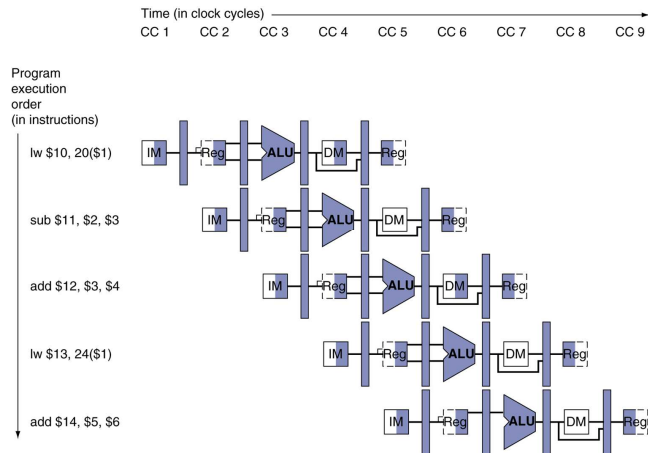 Time (in clock cycles)
CC 1 CC 2 CC 3 CC 4 CC 5 CC 6 CC 7 CC 8 CC 9
Program
execution
order
(in instructions)
lw $10, 20($1)
IM Reg ALU DM Reg
sub $11, $2, $3
IM Reg ALU DM Reg
add $12, $3, $4
IM Reg ALU DM Reg
lw $13, 24($1)
IM Reg ALU DM Reg
add $14, $5, $6
IM Reg ALU DM Reg